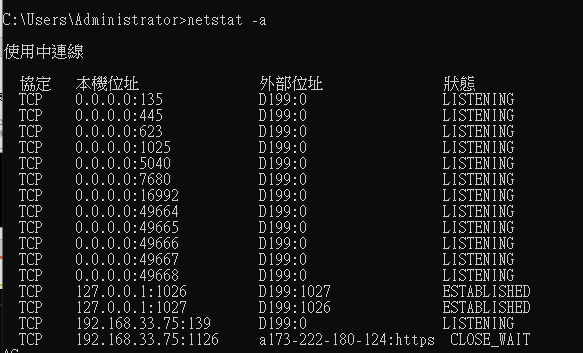 C:\Users\Administrator>netstat -a
使用中連線
協定 本機位址 外部位址 狀態
TCP 0.0.0.0:135 D199:0 LISTENING
TCP 0.0.0.0:445 D199:0 LISTENING
TCP 0.0.0.0:623 D199:0 LISTENING
TCP 0.0.0.0:1025 D199:0 LISTENING
TCP 0.0.0.0:5040 D199:0 LISTENING
TCP 0.0.0.0:7680 D199:0 LISTENING
TCP 0.0.0.0:16992 D199:0 LISTENING
TCP 0.0.0.0:49664 D199:0 LISTENING
TCP 0.0.0.0:49665 D199:0 LISTENING
TCP 0.0.0.0:49666 D199:0 LISTENING
TCP 0.0.0.0:49667 D199:0 LISTENING
TCP 0.0.0.0:49668 D199:0 LISTENING
TCP 127.0.0.1:1026 D199:1027 ESTABLISHED
TCP 127.0.0.1:1027 D199:1026 ESTABLISHED
TCP 192.168.33.75:139 D199:0 LISTENING
TCP 192.168.33.75:1126 a173-222-180-124:https CLOSE_WAIT